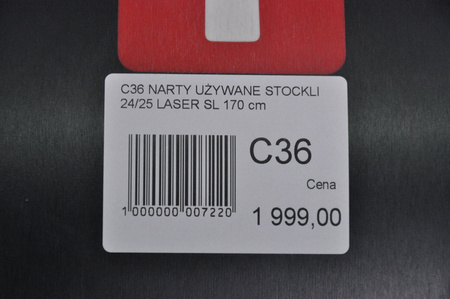 C36 NARTY UŻYWANE STOCKLI
24/25 LASER SL 170 cm
C36
Cena
1 000000 007220
1 999,00